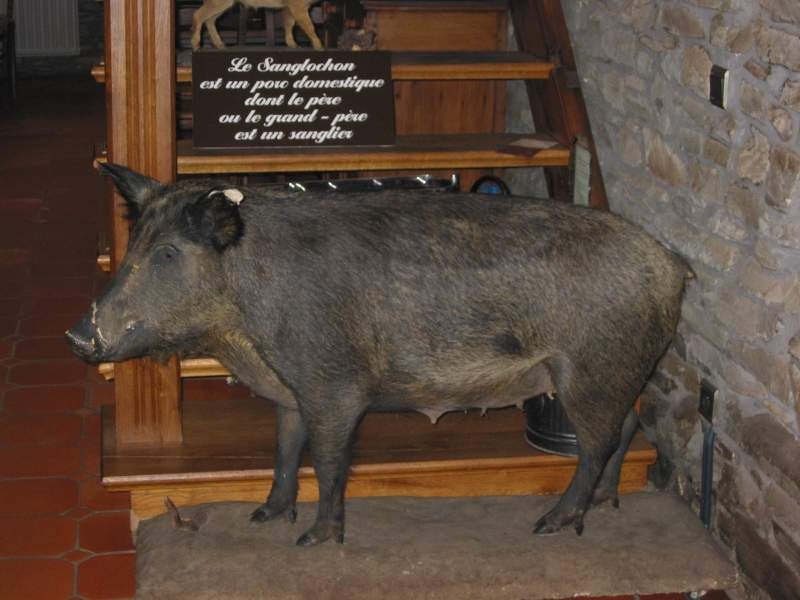 Le Sanglochon
est un porc domestique
dont le père
ou le grand - père
est un sanglier